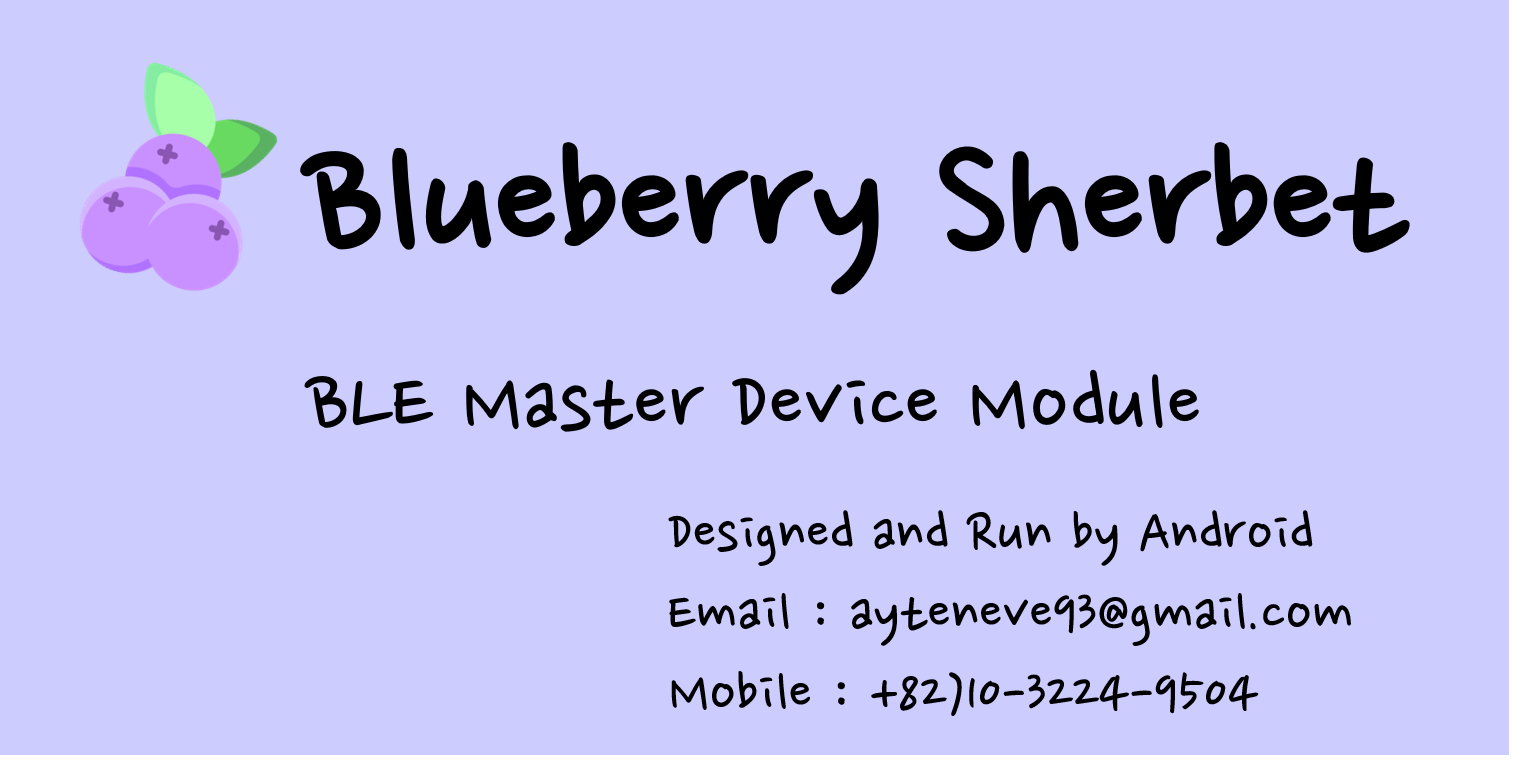 Blueberry Sherbet
BLE Master Device Module
Designed and Run by Android
Email : ayteneve93@gmail.com
Mobile : +82)10-3224-9504